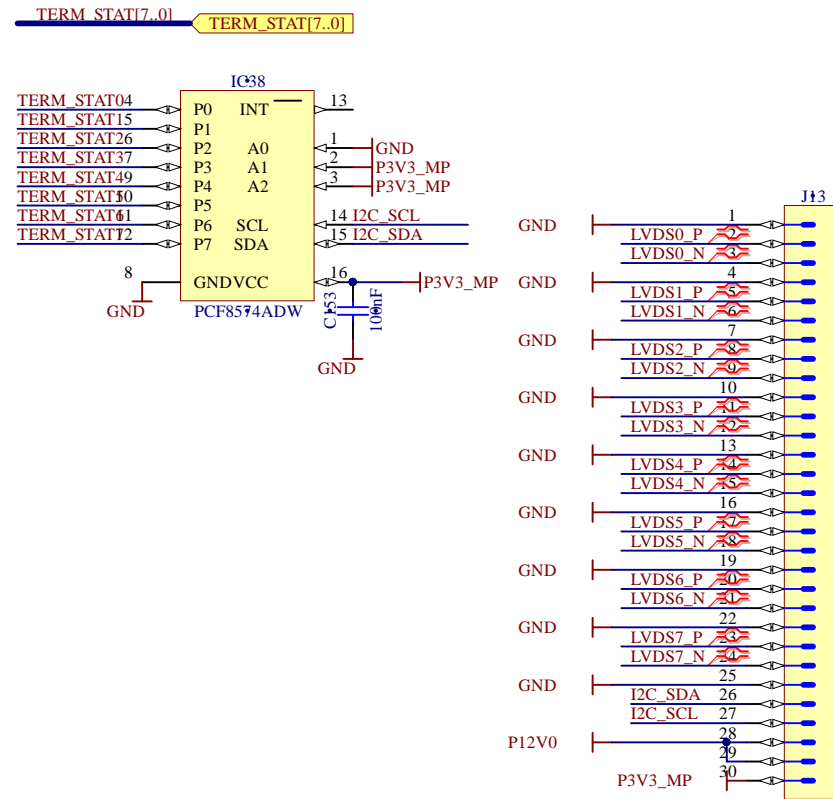 TERM_STAT[7..0]
TERM_STAT[7..0]
IC38
TERM_STAT0 4 P0 INT 13
TERM_STAT1 5 P1
TERM_STAT2 6 P2 A0 1 GND
TERM_STAT3 7 P3 A1 2 P3V3_MP
TERM_STAT4 9 P4 A2 3 P3V3_MP
TERM_STAT5 10 P5
TERM_STAT6 11 P6 SCL 14 I2C_SCL
TERM_STAT7 12 P7 SDA 15 I2C_SDA
8 GND VCC 16 P3V3_MP
GND
PCF8574ADW
C153
100nF
GND
J13
GND 1
LVDS0_P 2
LVDS0_N 3
GND 4
LVDS1_P 5
LVDS1_N 6
GND 7
LVDS2_P 8
LVDS2_N 9
GND 10
LVDS3_P 11
LVDS3_N 12
GND 13
LVDS4_P 14
LVDS4_N 15
GND 16
LVDS5_P 17
LVDS5_N 18
GND 19
LVDS6_P 20
LVDS6_N 21
GND 22
LVDS7_P 23
LVDS7_N 24
GND 25
I2C_SDA 26
I2C_SCL 27
P12V0 28
29
P3V3_MP 30